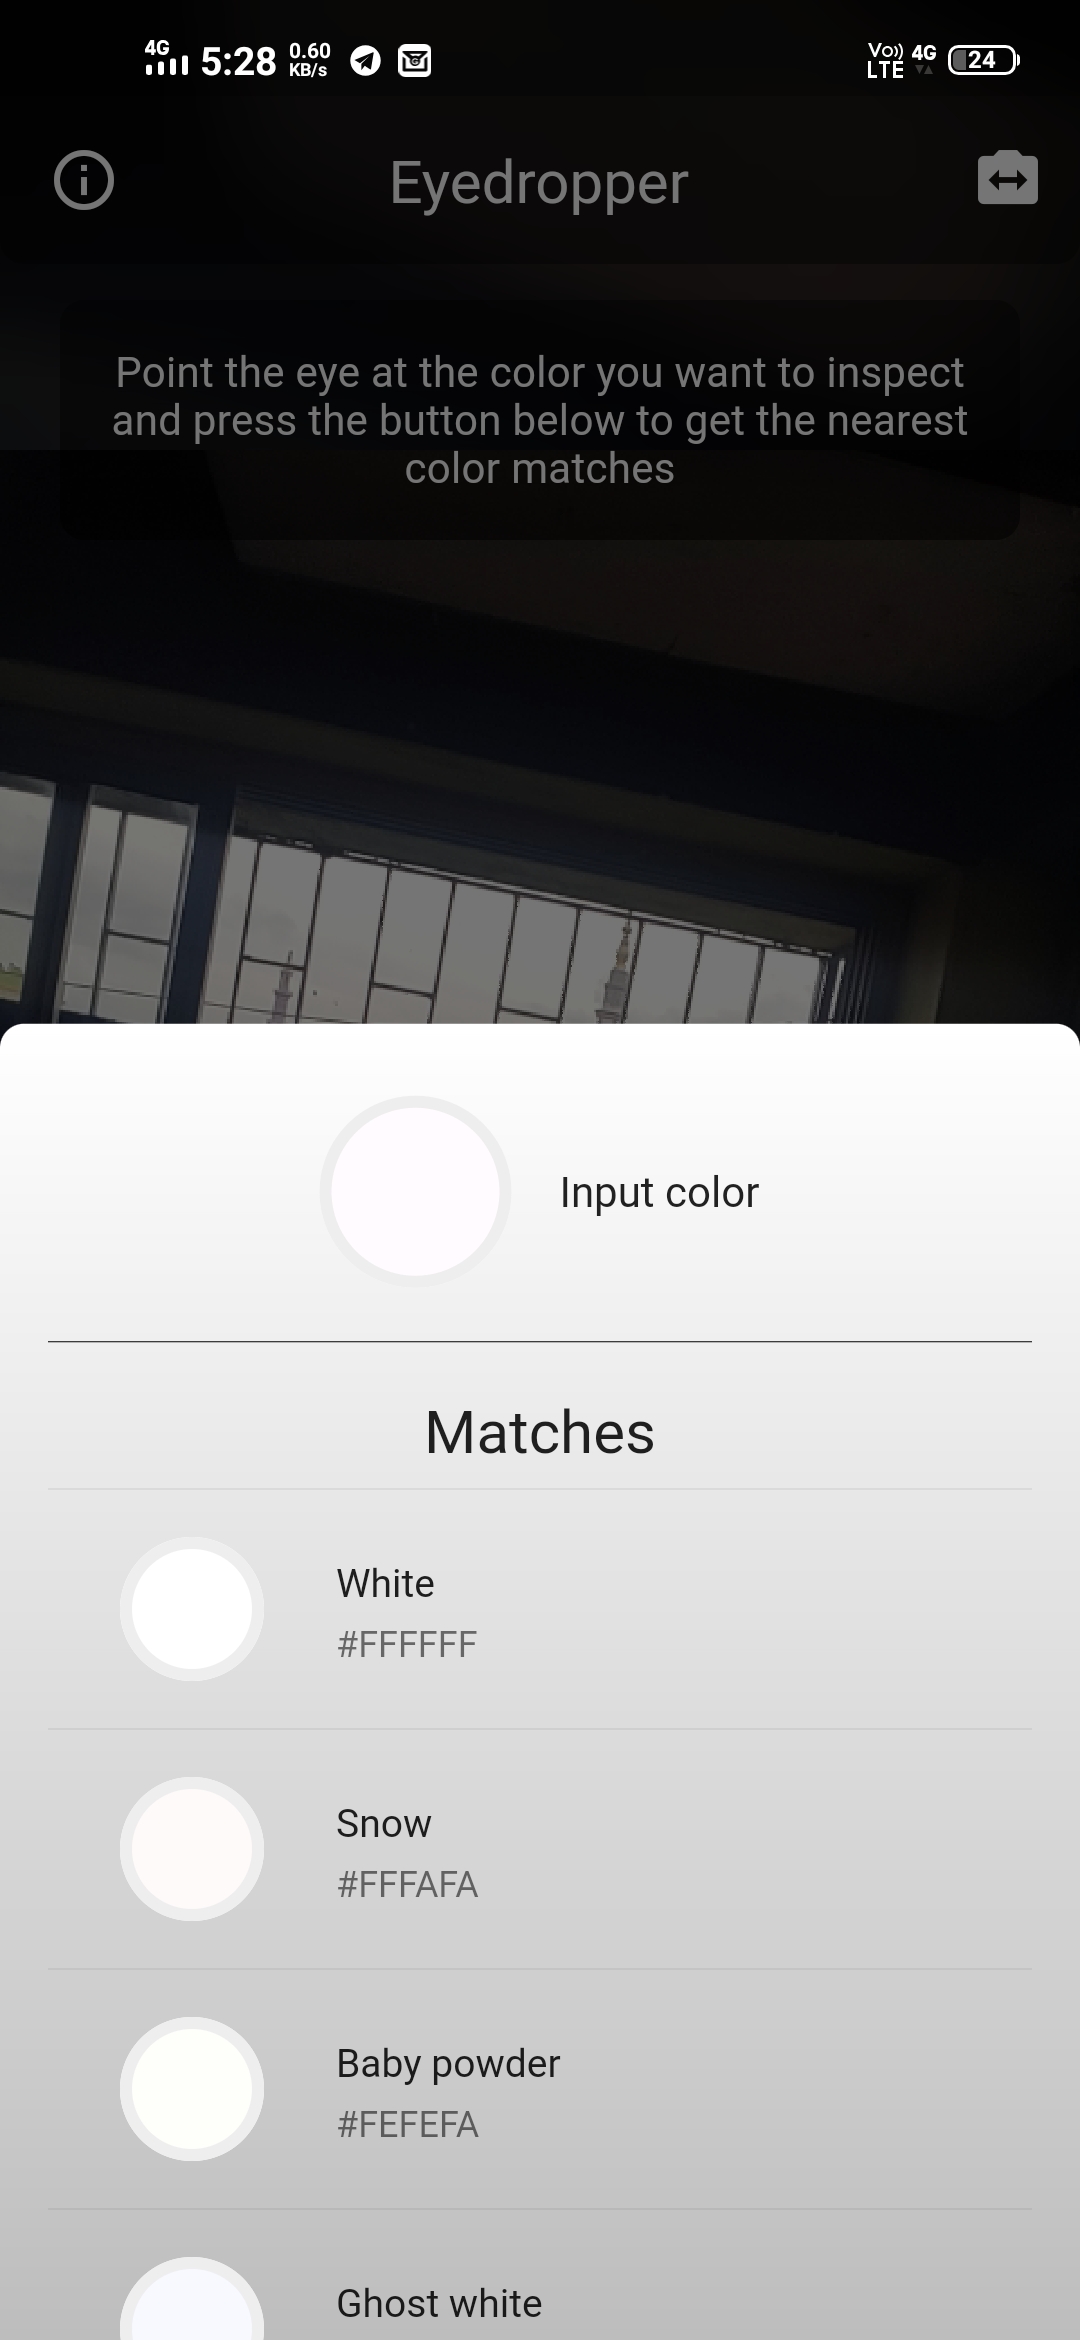 4G 5:28 0.60 KB/s Vo)) LTE 4G 24
Eyedropper
Point the eye at the color you want to inspect
and press the button below to get the nearest
color matches
Input color
Matches
White
#FFFFFF
Snow
#FFFAFA
Baby powder
#FEFEFA
Ghost white